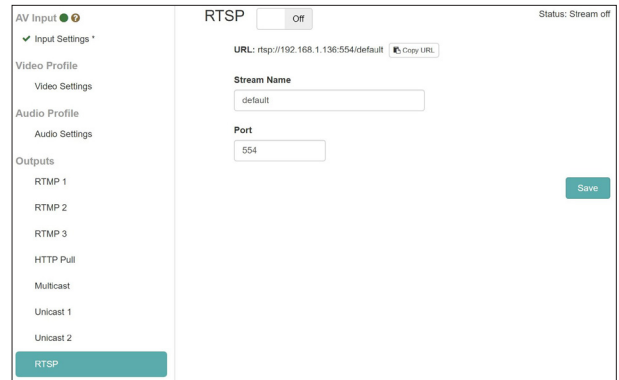 AV Input ?
Input Settings *
Video Profile
Video Settings
Audio Profile
Audio Settings
Outputs
RTMP 1
RTMP 2
RTMP 3
HTTP Pull
Multicast
Unicast 1
Unicast 2
RTSP
RTSP Off
Status: Stream off
URL: rtsp://192.168.1.136:554/default Copy URL
Stream Name
default
Port
554
Save